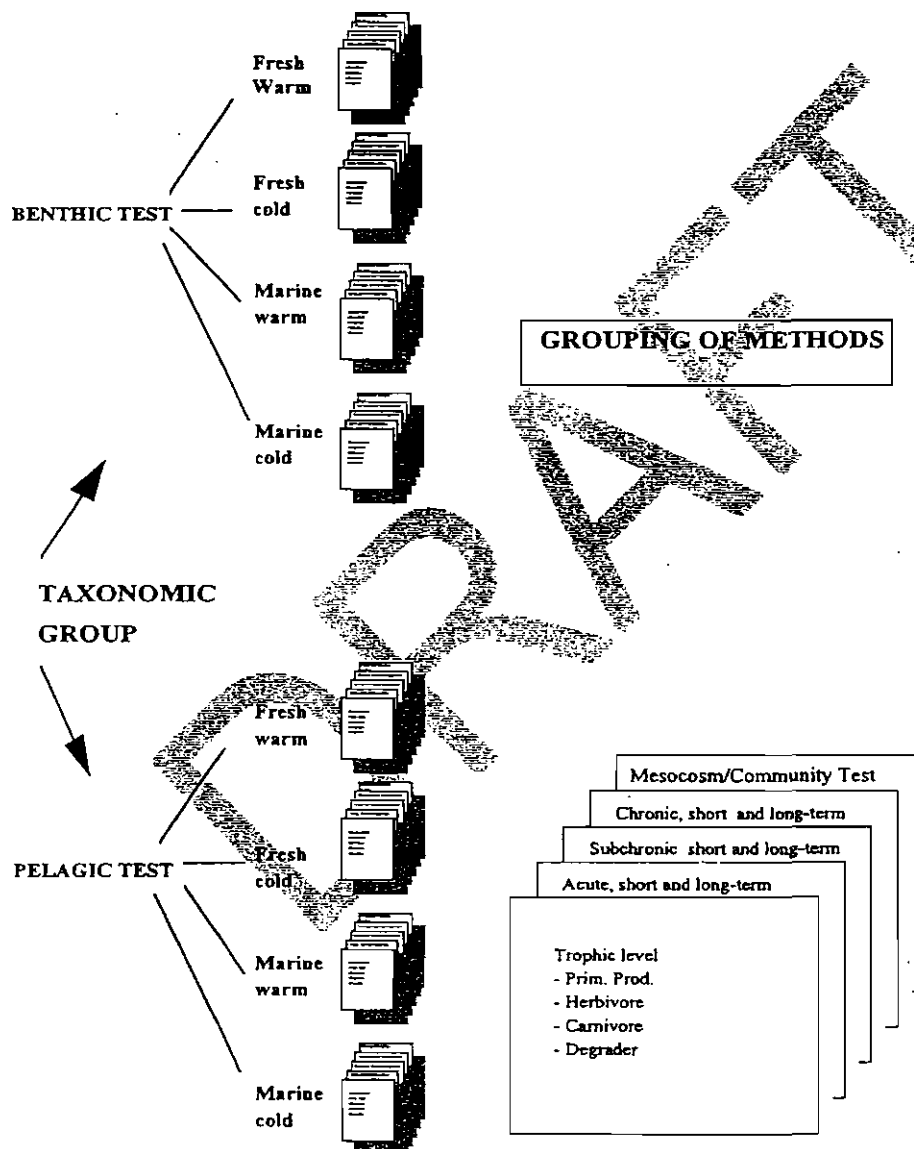 Fresh
Warm
BENTHIC TEST
Fresh
cold
Marine
warm
Marine
cold
GROUPING OF METHODS
TAXONOMIC
GROUP
Fresh
warm
PELAGIC TEST
Fresh
cold
Marine
warm
Marine
cold
Mesocosm/Community Test
Chronic, short and long-term
Subchronic short and long-term
Acute, short and long-term
Trophic level
- Prim. Prod.
- Herbivore
- Carnivore
- Degrader
DRAFT